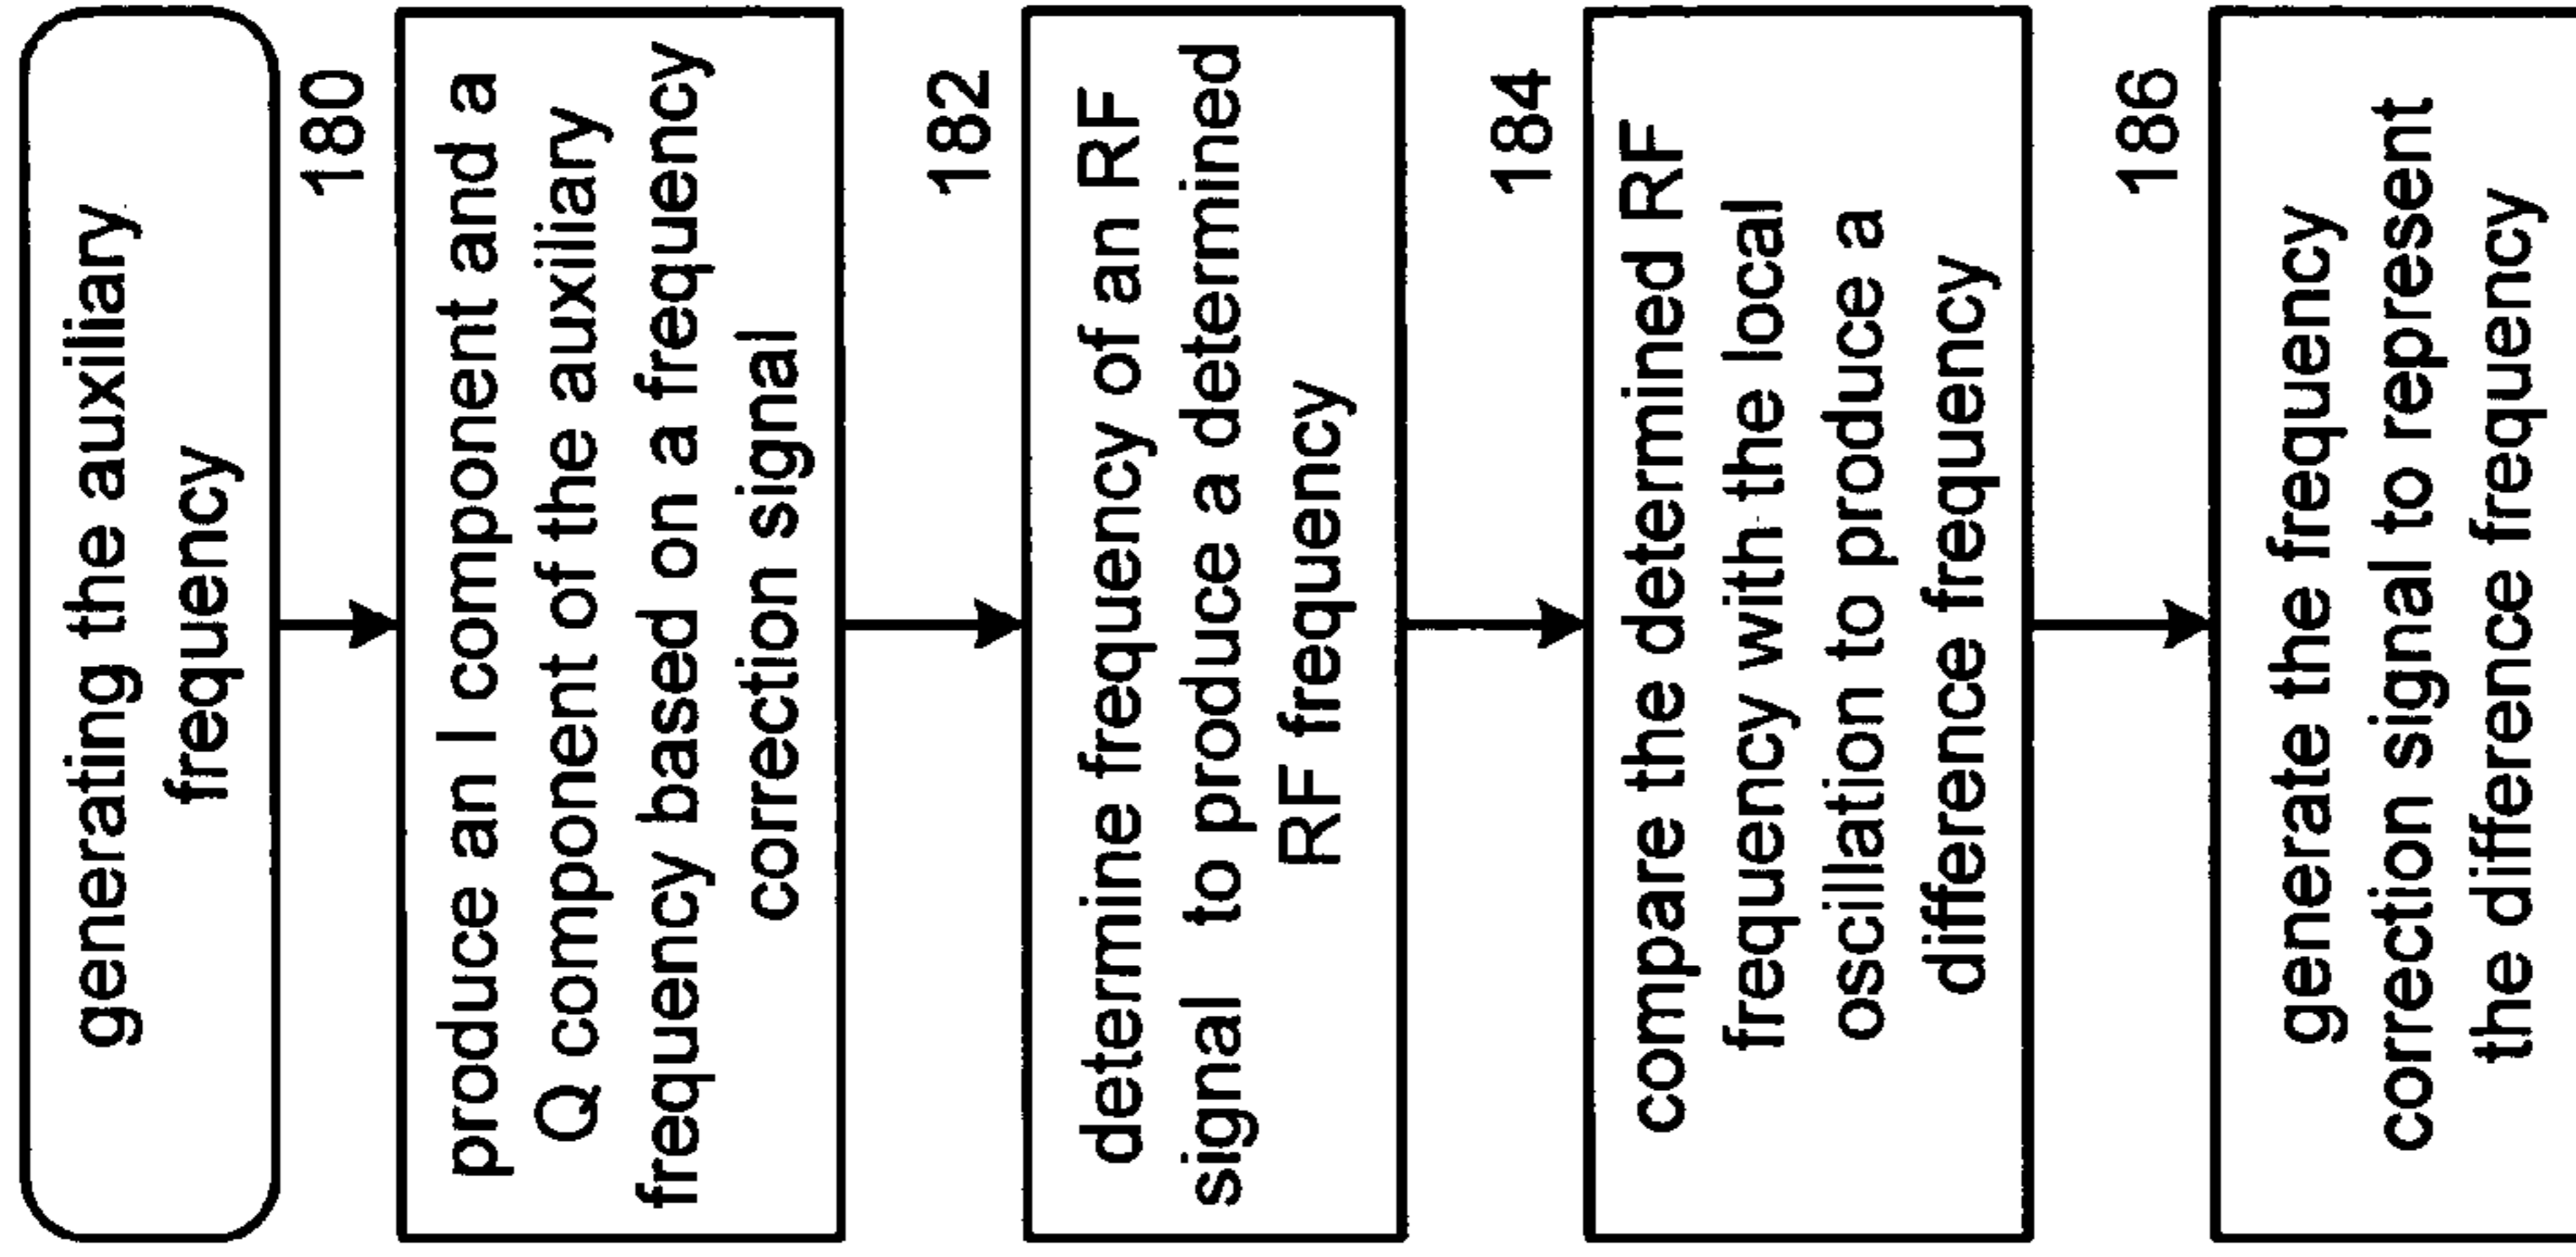 generating the auxiliary
frequency
180
produce an I component and a
Q component of the auxiliary
frequency based on a frequency
correction signal
182
determine frequency of an RF
signal to produce a determined
RF frequency
184
compare the determined RF
frequency with the local
oscillation to produce a
difference frequency
186
generate the frequency
correction signal to represent
the difference frequency